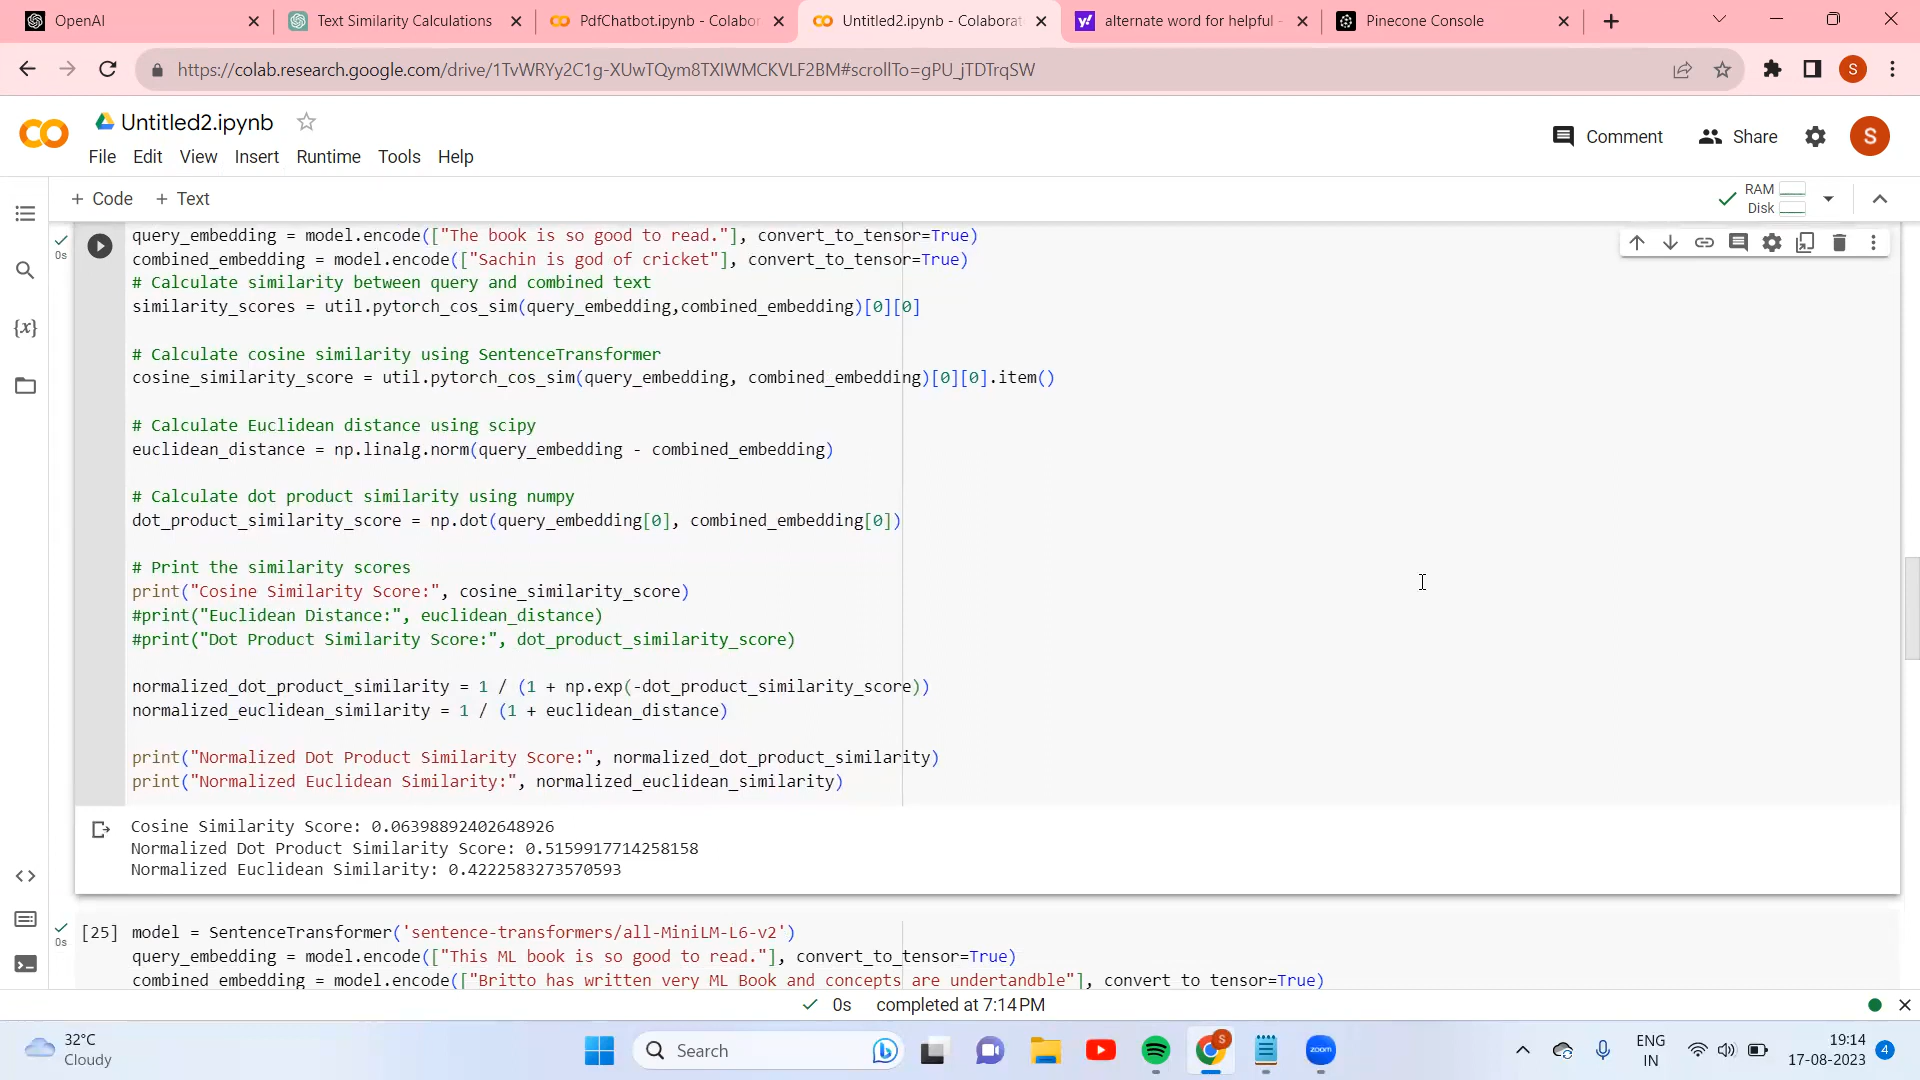 OpenAI
Text Similarity Calculations
PdfChatbot.ipynb - Colabor
Untitled2.ipynb - Colaborat
alternate word for helpful -
Pinecone Console
https://colab.research.google.com/drive/1TvWRYy2C1g-XUwTQym8TXIWMCKVLF2BM#scrollTo=gPU_jTDTrqSW
S
Untitled2.ipynb
Comment
Share
S
File Edit View Insert Runtime Tools Help
+ Code + Text
RAM
Disk
0s
query_embedding = model.encode(["The book is so good to read."], convert_to_tensor=True)
combined_embedding = model.encode(["Sachin is god of cricket"], convert_to_tensor=True)
# Calculate similarity between query and combined text
similarity_scores = util.pytorch_cos_sim(query_embedding,combined_embedding)[0][0]
# Calculate cosine similarity using SentenceTransformer
cosine_similarity_score = util.pytorch_cos_sim(query_embedding, combined_embedding)[0][0].item()
# Calculate Euclidean distance using scipy
euclidean_distance = np.linalg.norm(query_embedding - combined_embedding)
# Calculate dot product similarity using numpy
dot_product_similarity_score = np.dot(query_embedding[0], combined_embedding[0])
# Print the similarity scores
print("Cosine Similarity Score:", cosine_similarity_score)
#print("Euclidean Distance:", euclidean_distance)
#print("Dot Product Similarity Score:", dot_product_similarity_score)
normalized_dot_product_similarity = 1 / (1 + np.exp(-dot_product_similarity_score))
normalized_euclidean_similarity = 1 / (1 + euclidean_distance)
print("Normalized Dot Product Similarity Score:", normalized_dot_product_similarity)
print("Normalized Euclidean Similarity:", normalized_euclidean_similarity)
Cosine Similarity Score: 0.06398892402648926
Normalized Dot Product Similarity Score: 0.5159917714258158
Normalized Euclidean Similarity: 0.4222583273570593
0s
[25] model = SentenceTransformer('sentence-transformers/all-MiniLM-L6-v2')
query_embedding = model.encode(["This ML book is so good to read."], convert_to_tensor=True)
combined embedding = model.encode(["Britto has written very ML Book and concepts are undertandble"], convert to tensor=True)
0s completed at 7:14 PM
32°C
Cloudy
Search
S
zoom
ENG
IN
19:14
17-08-2023
4